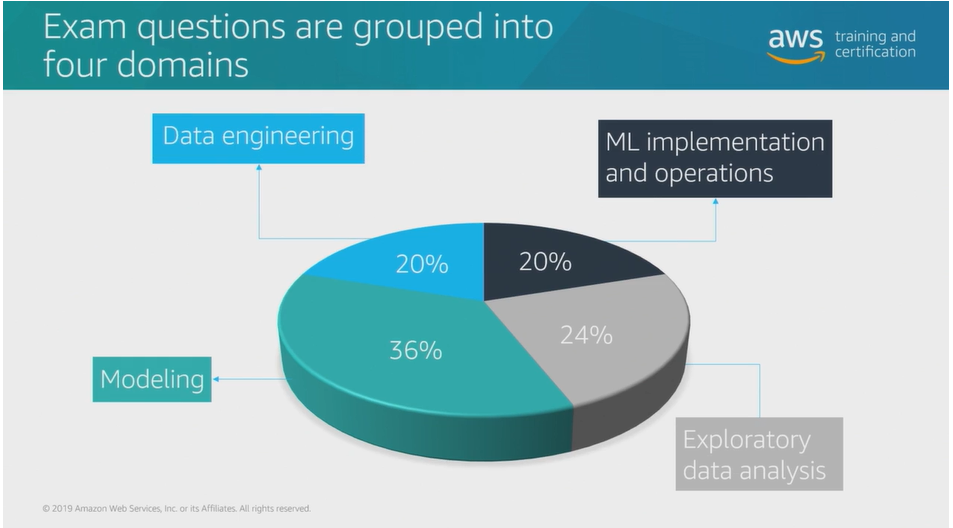 Exam questions are grouped into
four domains
aws training and
certification
Data engineering
ML implementation
and operations
20%
20%
36%
24%
Modeling
Exploratory
data analysis
© 2019 Amazon Web Services, Inc. or its Affiliates. All rights reserved.